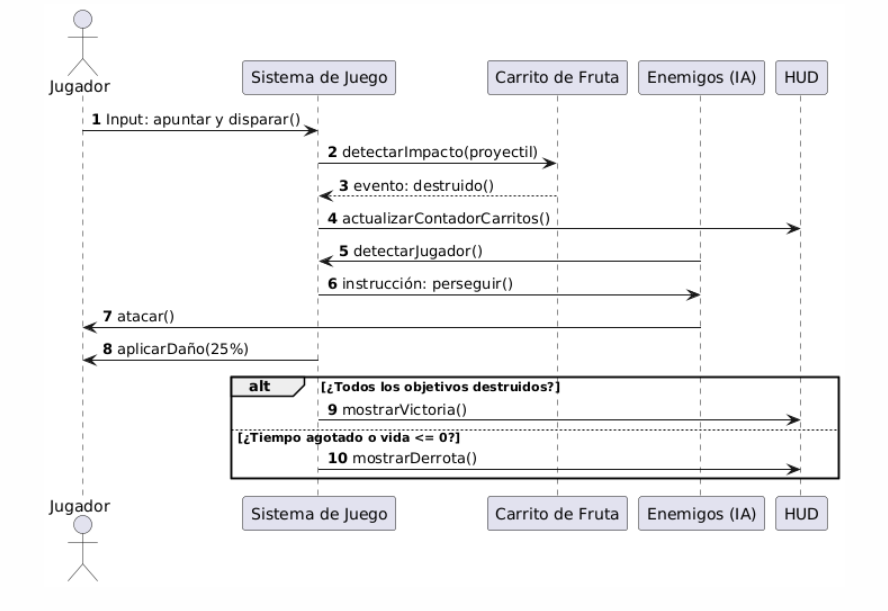 Jugador
Sistema de Juego
Carrito de Fruta
Enemigos (IA)
HUD
1 Input: apuntar y disparar()
2 detectarImpacto(proyectil)
3 evento: destruido()
4 actualizarContadorCarritos()
5 detectarJugador()
6 instrucción: perseguir()
7 atacar()
8 aplicarDaño(25%)
alt [¿Todos los objetivos destruidos?]
9 mostrarVictoria()
[¿Tiempo agotado o vida <= 0?]
10 mostrarDerrota()
Jugador
Sistema de Juego
Carrito de Fruta
Enemigos (IA)
HUD